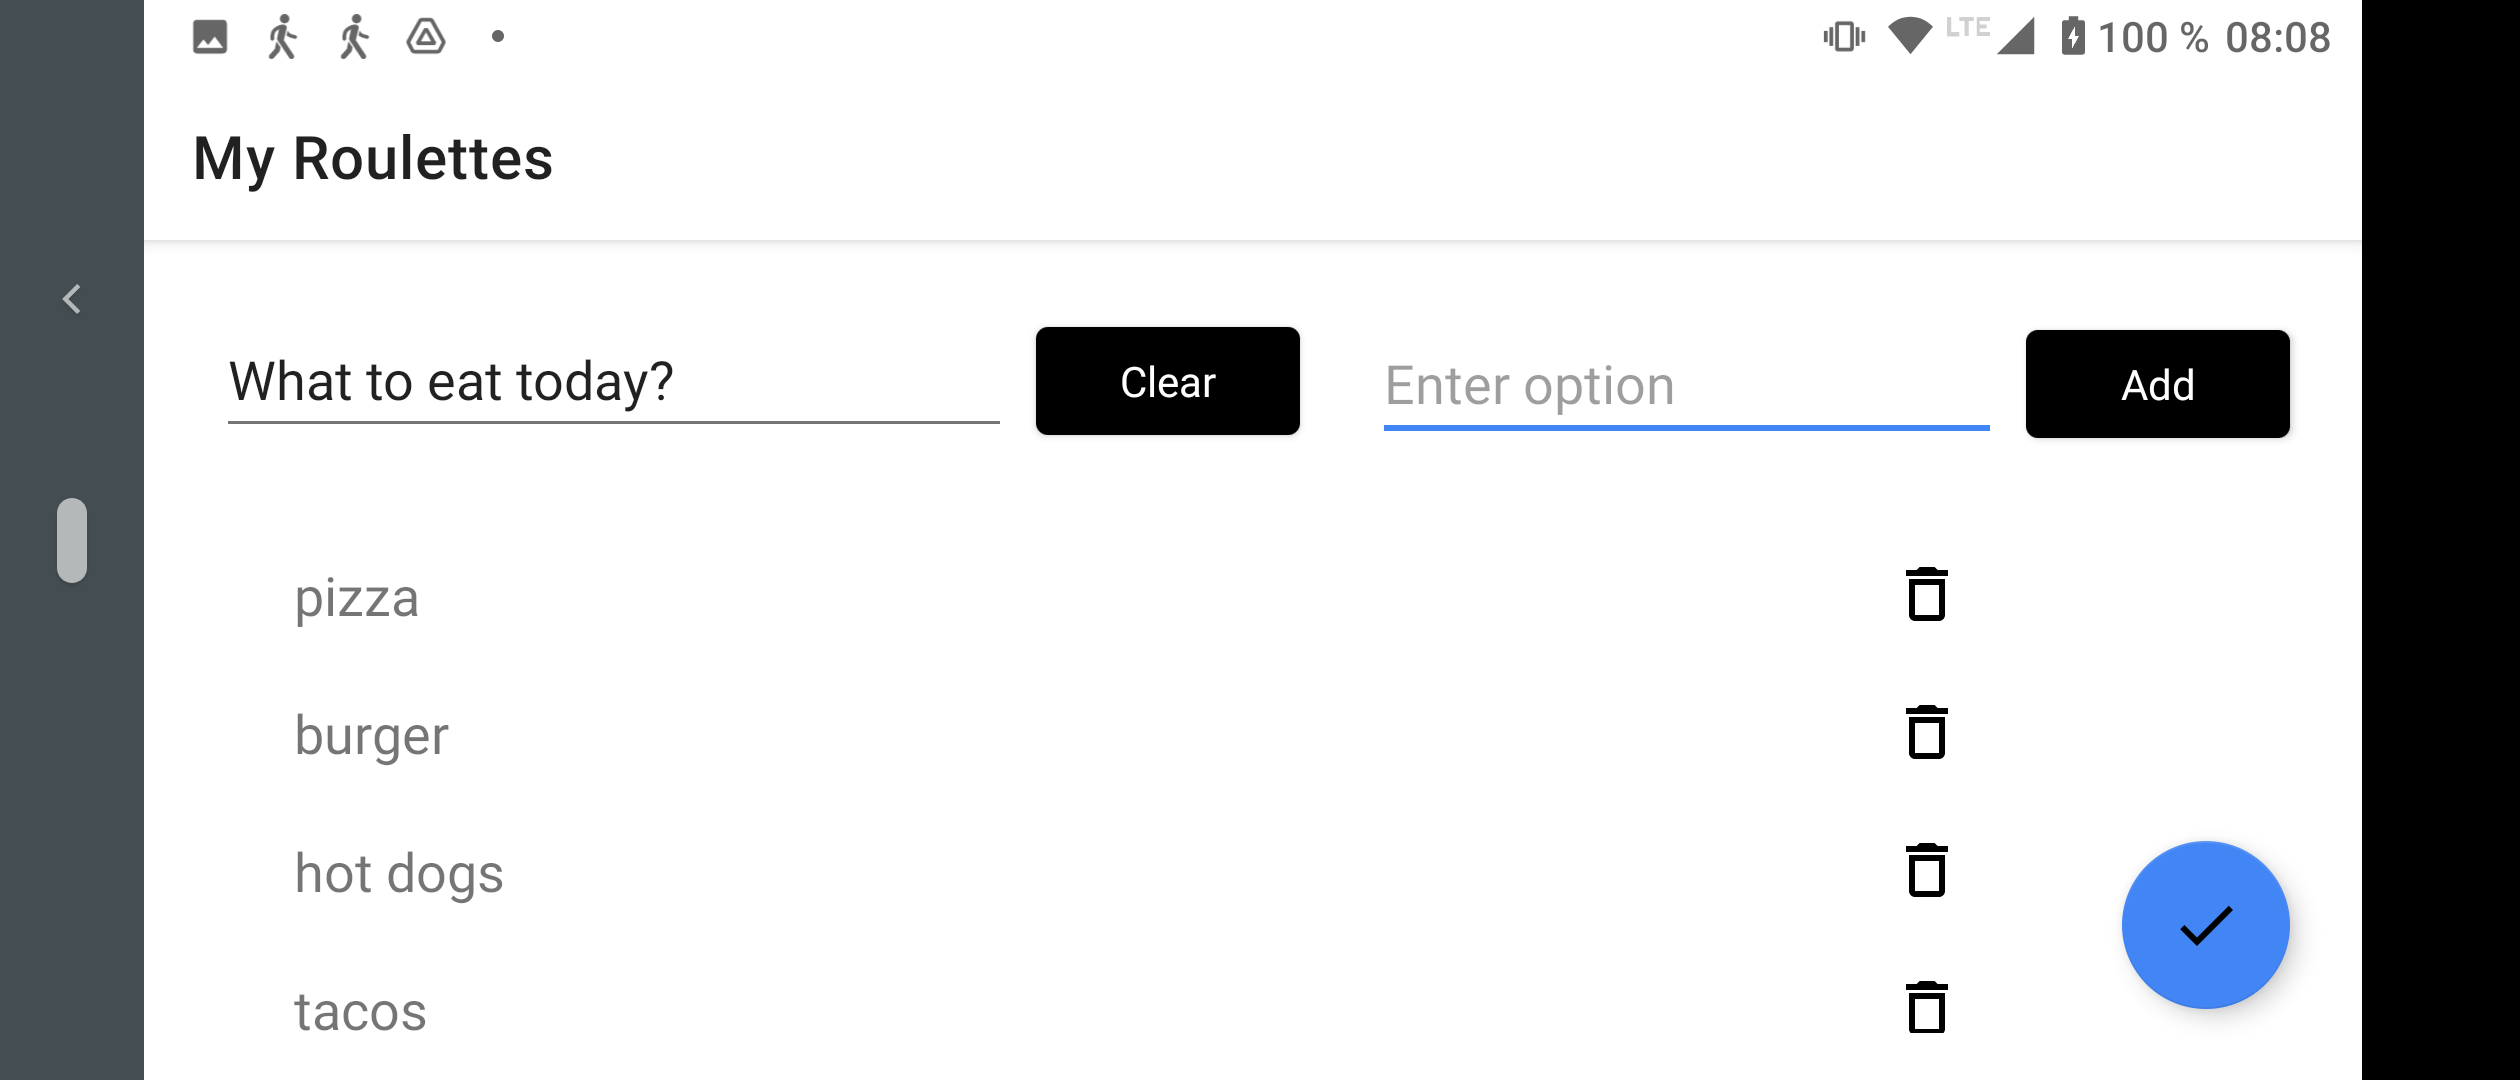 LTE 100 % 08:08
My Roulettes
What to eat today? Clear Enter option Add
pizza
burger
hot dogs
tacos